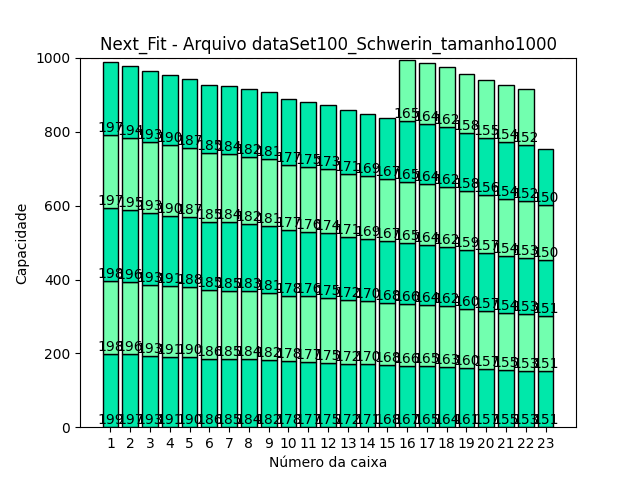 Next_Fit - Arquivo dataSet100_Schwerin_tamanho1000
Capacidade
1000
800
600
400
200
0
165 164 162 158 155 154 152
197 194 193 190 187 185 184 182 181 177 175 173 171 169 167 165 164 162 158 156 154 152 150
197 195 193 190 187 185 184 182 181 177 176 174 171 169 167 165 164 162 159 157 154 153 150
198 196 193 191 188 185 185 183 181 178 176 175 172 170 168 166 164 162 160 157 154 153 151
198 196 193 191 190 186 185 184 182 178 177 175 172 170 168 166 165 163 160 157 155 153 151
199 197 193 191 190 186 185 184 182 178 177 175 172 171 168 167 165 164 161 157 155 153 151
1 2 3 4 5 6 7 8 9 10 11 12 13 14 15 16 17 18 19 20 21 22 23
Número da caixa